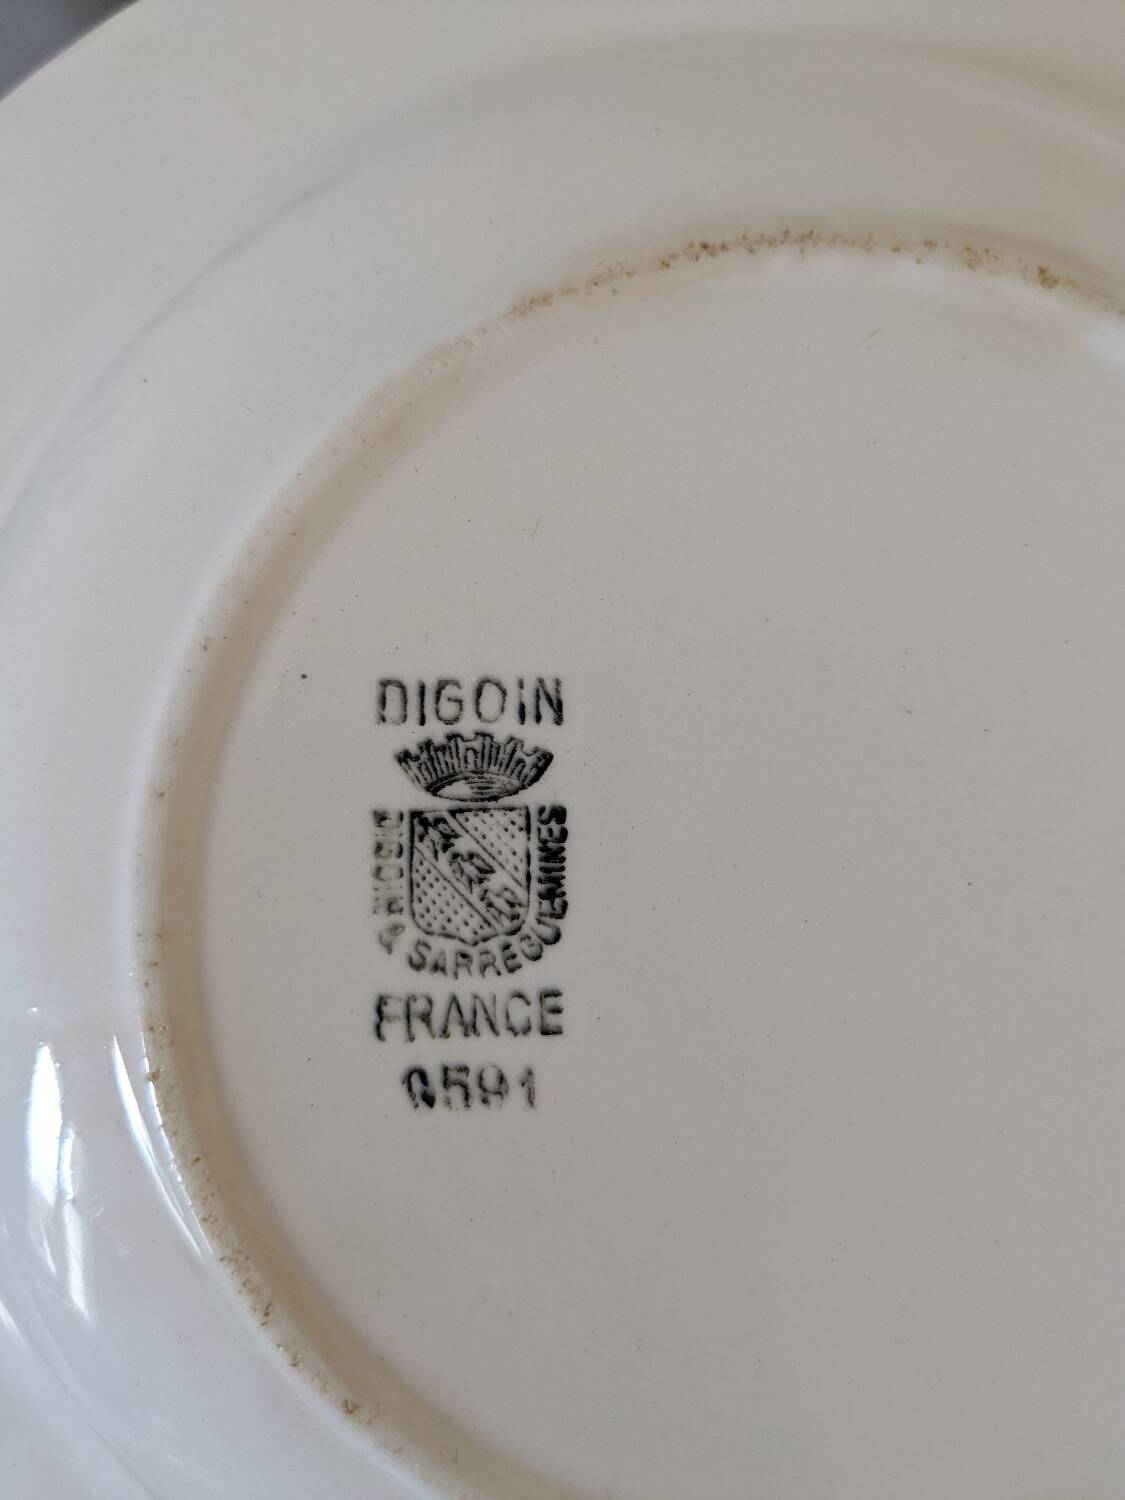 DIGOIN
DIGOIN & SARREGUEMINES
FRANCE
0591